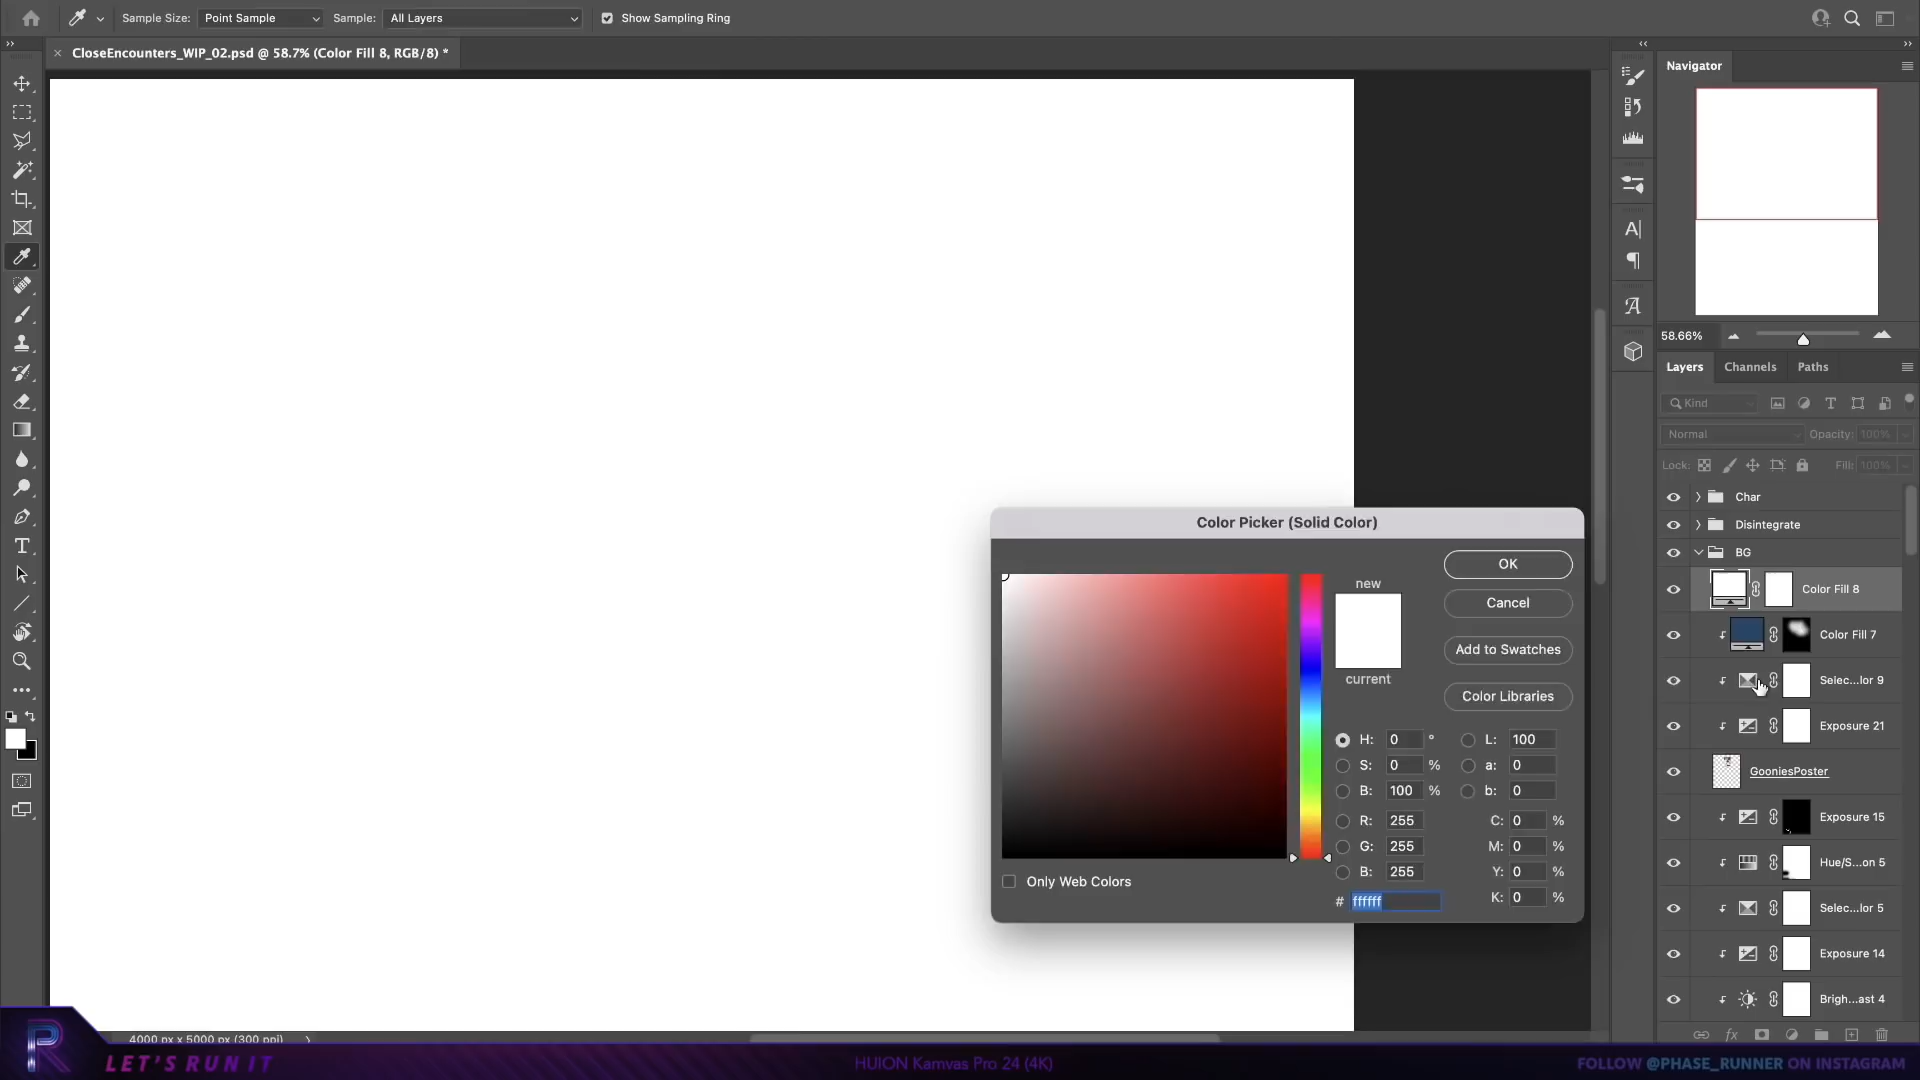 Sample Size: Point Sample Sample: All Layers Show Sampling Ring
CloseEncounters_WIP_02.psd @ 58.7% (Color Fill 8, RGB/8) *
Navigator
58.66%
Layers Channels Paths
Kind
Normal Opacity: 100%
Lock: Fill: 100%
Char
Disintegrate
BG
Color Fill 8
Color Fill 7
Selec...lor 9
Exposure 21
GooniesPoster
Exposure 15
Hue/S...on 5
Selec...lor 5
Exposure 14
Brigh...ast 4
Color Picker (Solid Color)
new
current
OK
Cancel
Add to Swatches
Color Libraries
H: 0 ° L: 100
S: 0 % a: 0
B: 100 % b: 0
R: 255 C: 0 %
G: 255 M: 0 %
B: 255 Y: 0 %
# ffffff K: 0 %
Only Web Colors
4000 px x 5000 px (300 ppi)
LET'S RUN IT
HUION Kamvas Pro 24 (4K)
FOLLOW @PHASE_RUNNER ON INSTAGRAM